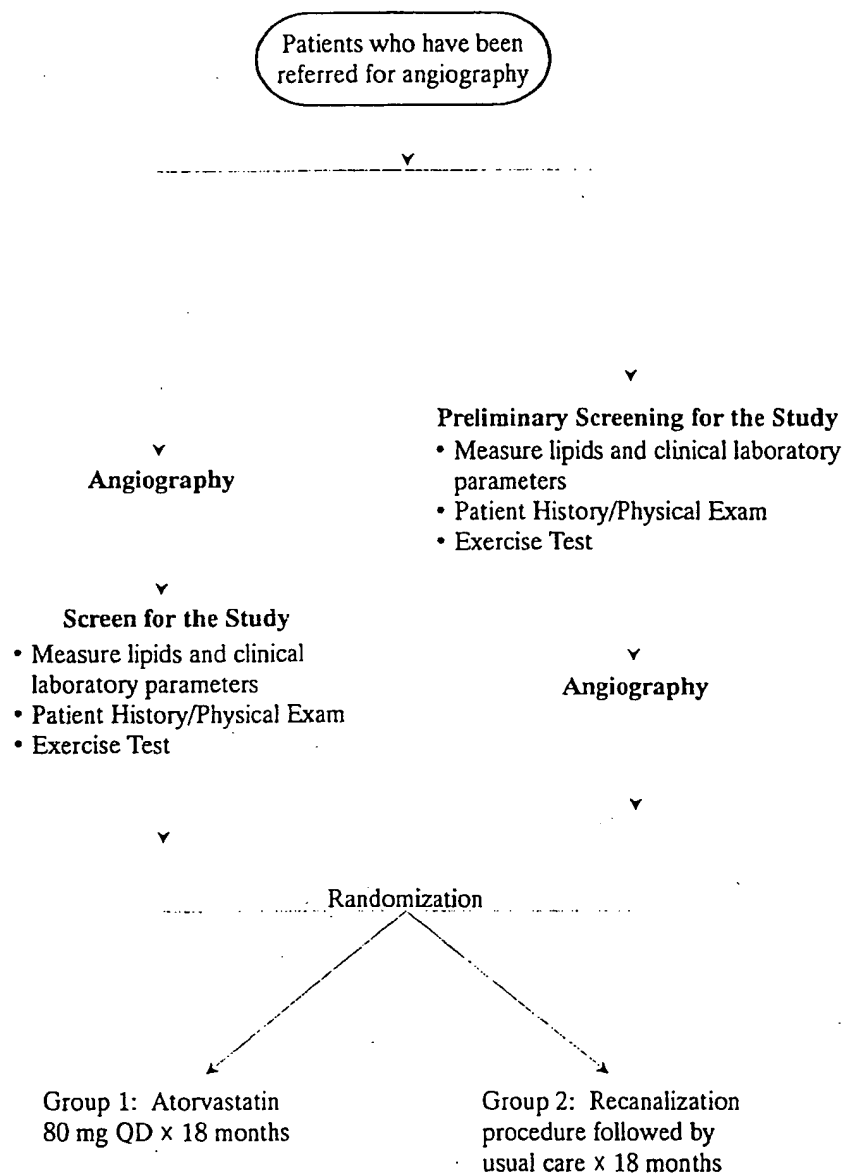 Patients who have been
referred for angiography
Angiography
Screen for the Study
• Measure lipids and clinical
laboratory parameters
• Patient History/Physical Exam
• Exercise Test
Preliminary Screening for the Study
• Measure lipids and clinical laboratory
parameters
• Patient History/Physical Exam
• Exercise Test
Angiography
Randomization
Group 1: Atorvastatin
80 mg QD x 18 months
Group 2: Recanalization
procedure followed by
usual care x 18 months